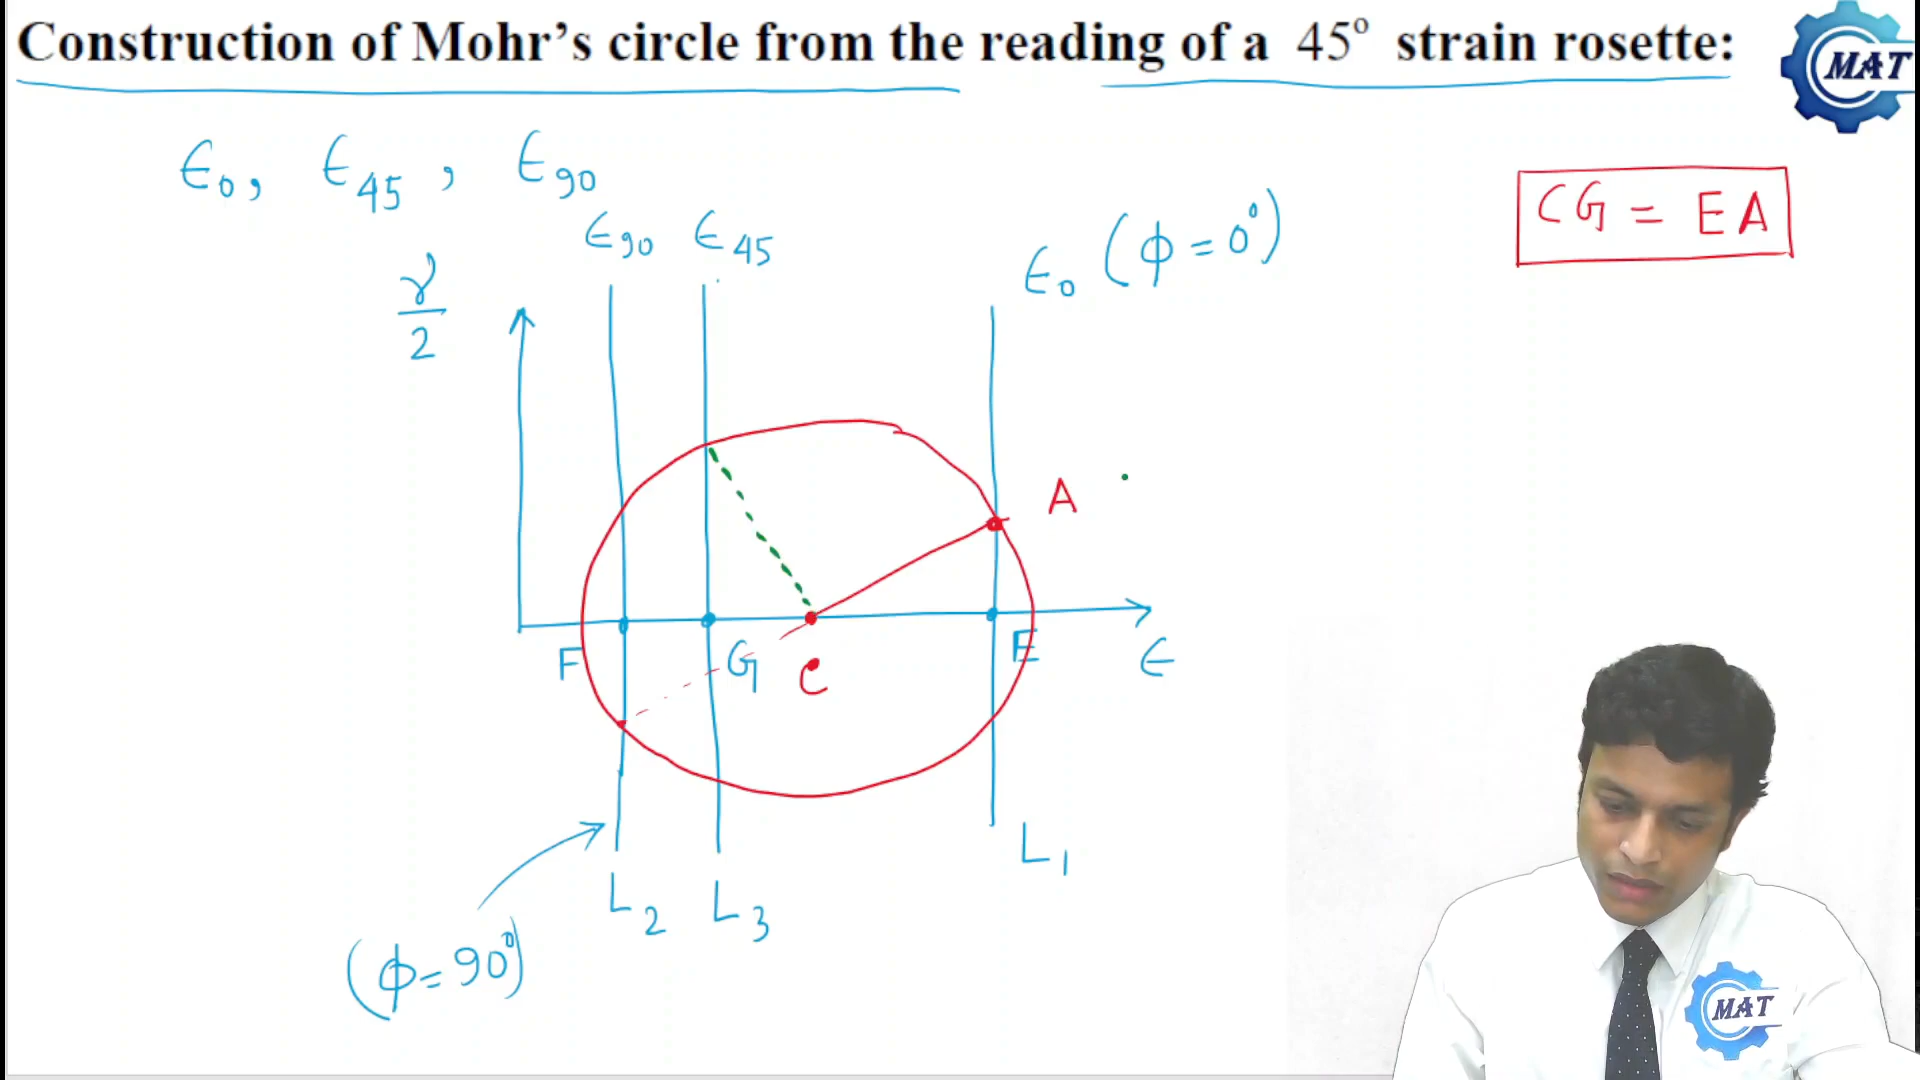 Construction of Mohr's circle from the reading of a 45° strain rosette:
MAT
ϵ₀, ϵ₄₅, ϵ₉₀
CG = EA
ϵ₉₀ ϵ₄₅
ϵ₀ (ϕ = 0°)
γ/2
A
F G C E ϵ
L₁
L₂ L₃
(ϕ = 90°)
MAT